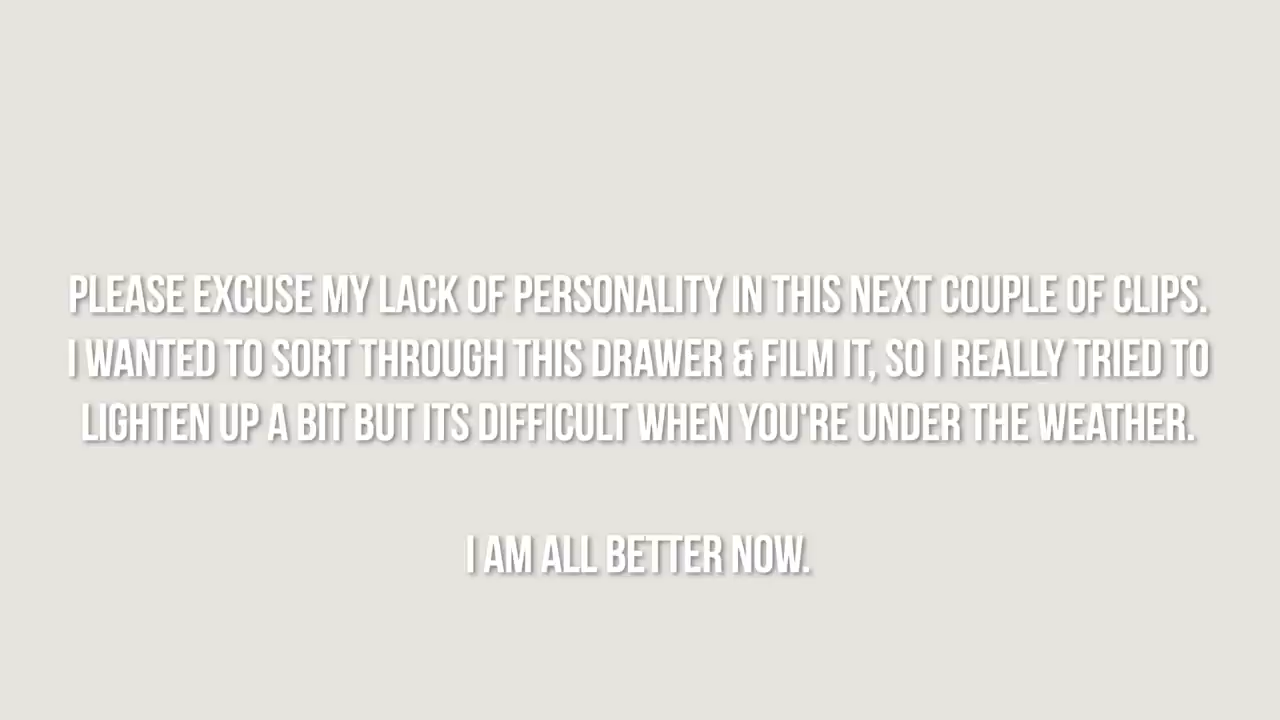 PLEASE EXCUSE MY LACK OF PERSONALITY IN THIS NEXT COUPLE OF CLIPS.
I WANTED TO SORT THROUGH THIS DRAWER & FILM IT, SO I REALLY TRIED TO
LIGHTEN UP A BIT BUT ITS DIFFICULT WHEN YOU'RE UNDER THE WEATHER.
I AM ALL BETTER NOW.